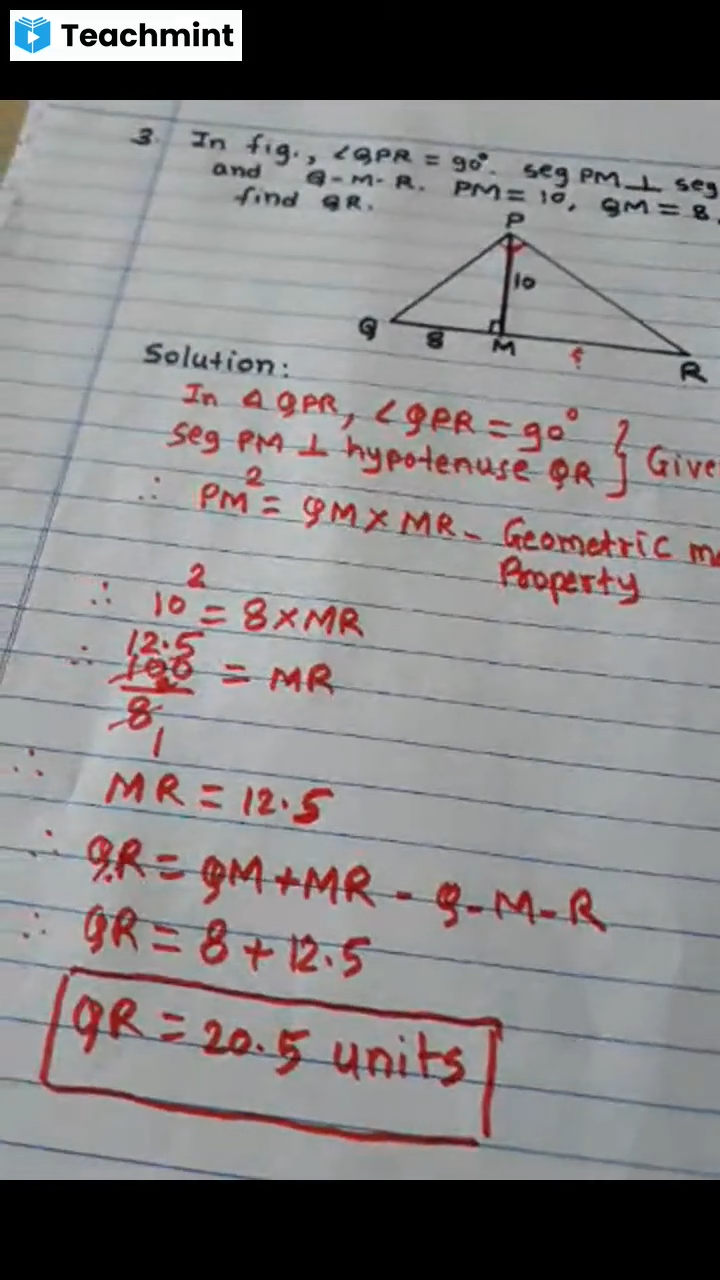 Teachmint
3. In fig., ∠QPR = 90°. seg PM ⊥ seg
and Q-M-R. PM = 10, QM = 8,
find QR.
P
10
Q 8 M R
Solution:
In △QPR, ∠QPR = 90°
seg PM ⊥ hypotenuse QR } Give
∴ PM² = QM × MR - Geometric m
Property
∴ 10² = 8 × MR
12.5
∴ 100 = MR
8
1
∴ MR = 12.5
∴ QR = QM + MR - Q-M-R
∴ QR = 8 + 12.5
QR = 20.5 units